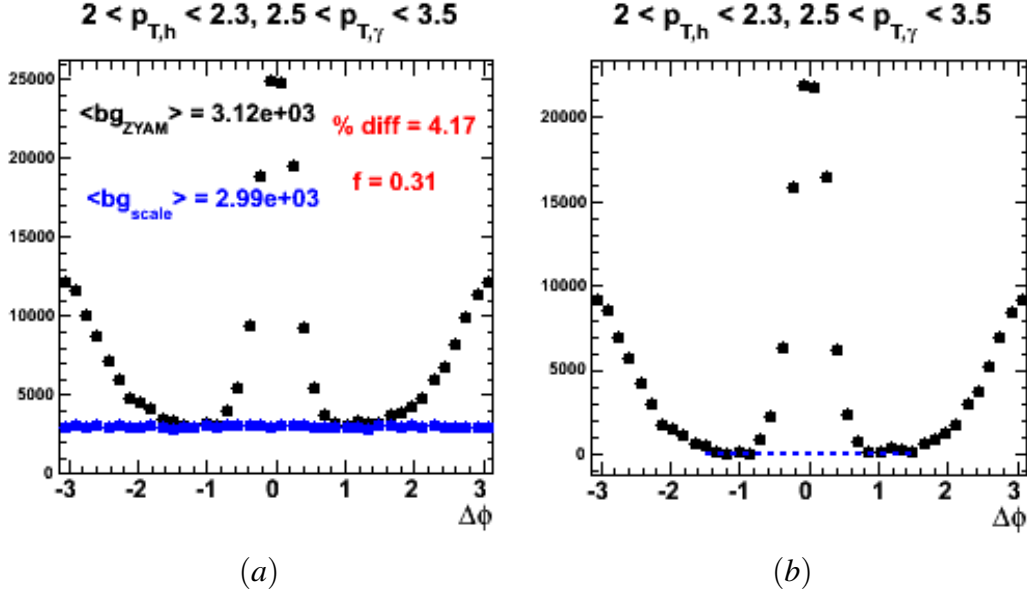 2 < p_T,h < 2.3, 2.5 < p_T,γ < 3.5
25000
20000
15000
10000
5000
0
<bg_ZYAM> = 3.12e+03
% diff = 4.17
f = 0.31
<bg_scale> = 2.99e+03
-3 -2 -1 0 1 2 3
Δϕ
(a)
2 < p_T,h < 2.3, 2.5 < p_T,γ < 3.5
20000
15000
10000
5000
0
-3 -2 -1 0 1 2 3
Δϕ
(b)